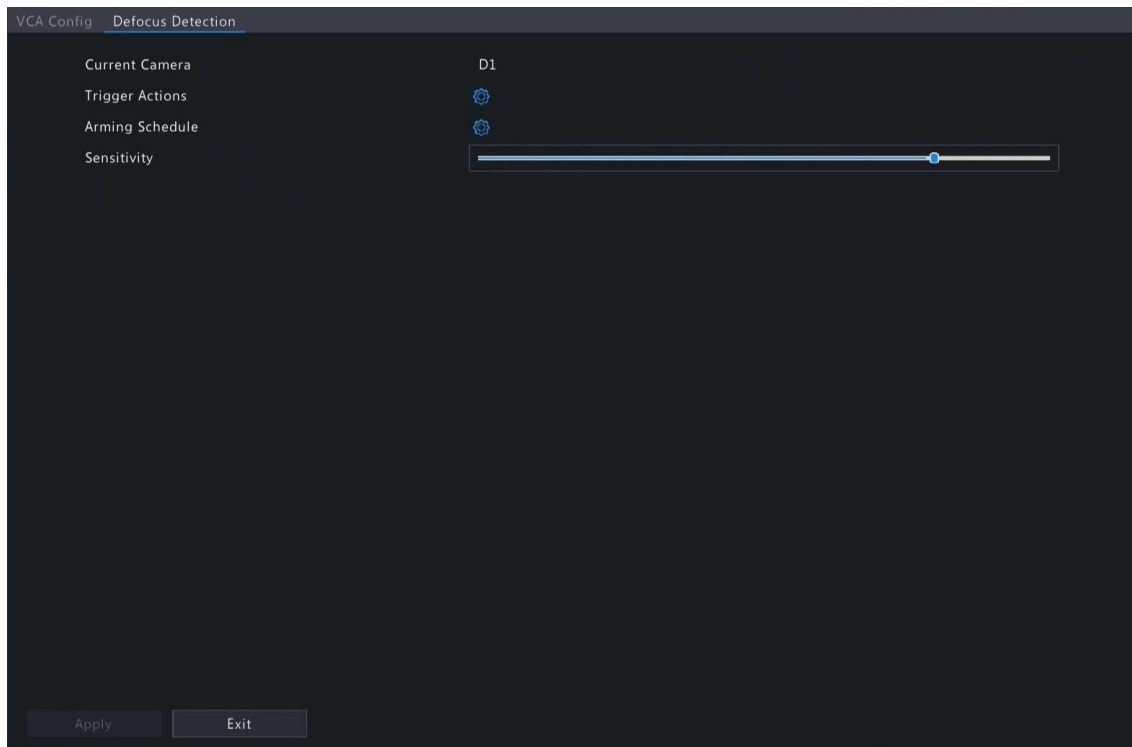 VCA Config Defocus Detection
Current Camera D1
Trigger Actions
Arming Schedule
Sensitivity
Apply Exit